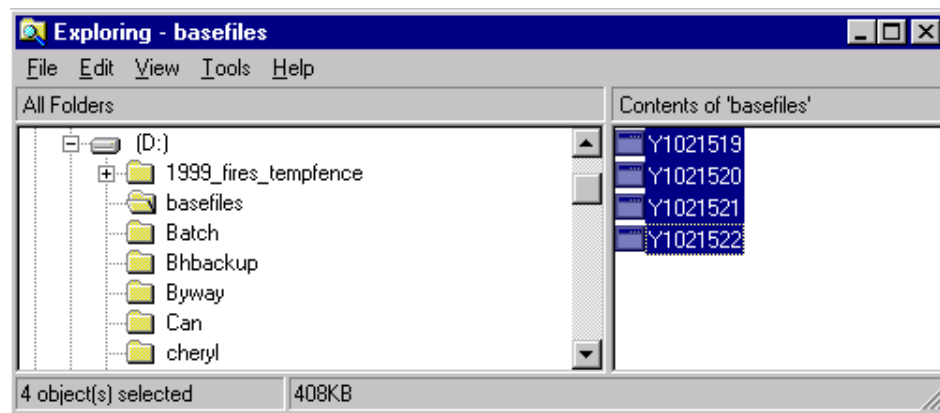 Exploring - basefiles
File Edit View Tools Help
All Folders
Contents of 'basefiles'
(D:)
1999_fires_tempfence
basefiles
Batch
Bhbackup
Byway
Can
cheryl
Y1021519
Y1021520
Y1021521
Y1021522
4 object(s) selected
408KB